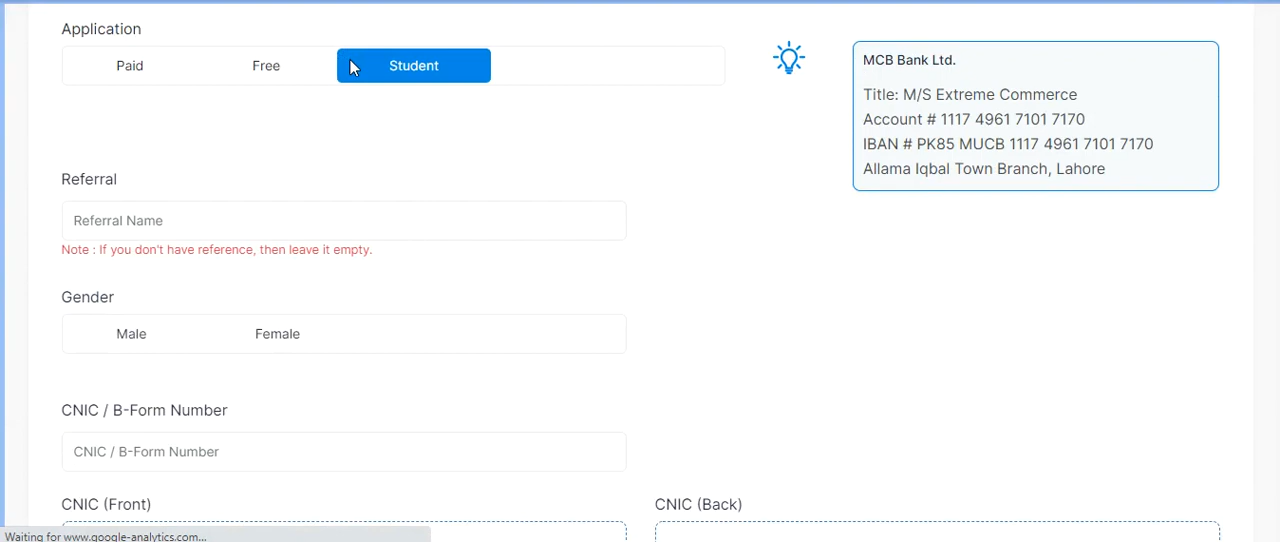 Application
Paid Free Student
MCB Bank Ltd.
Title: M/S Extreme Commerce
Account # 1117 4961 7101 7170
IBAN # PK85 MUCB 1117 4961 7101 7170
Allama Iqbal Town Branch, Lahore
Referral
Referral Name
Note : If you don't have reference, then leave it empty.
Gender
Male Female
CNIC / B-Form Number
CNIC / B-Form Number
CNIC (Front) CNIC (Back)
Waiting for www.google-analytics.com...